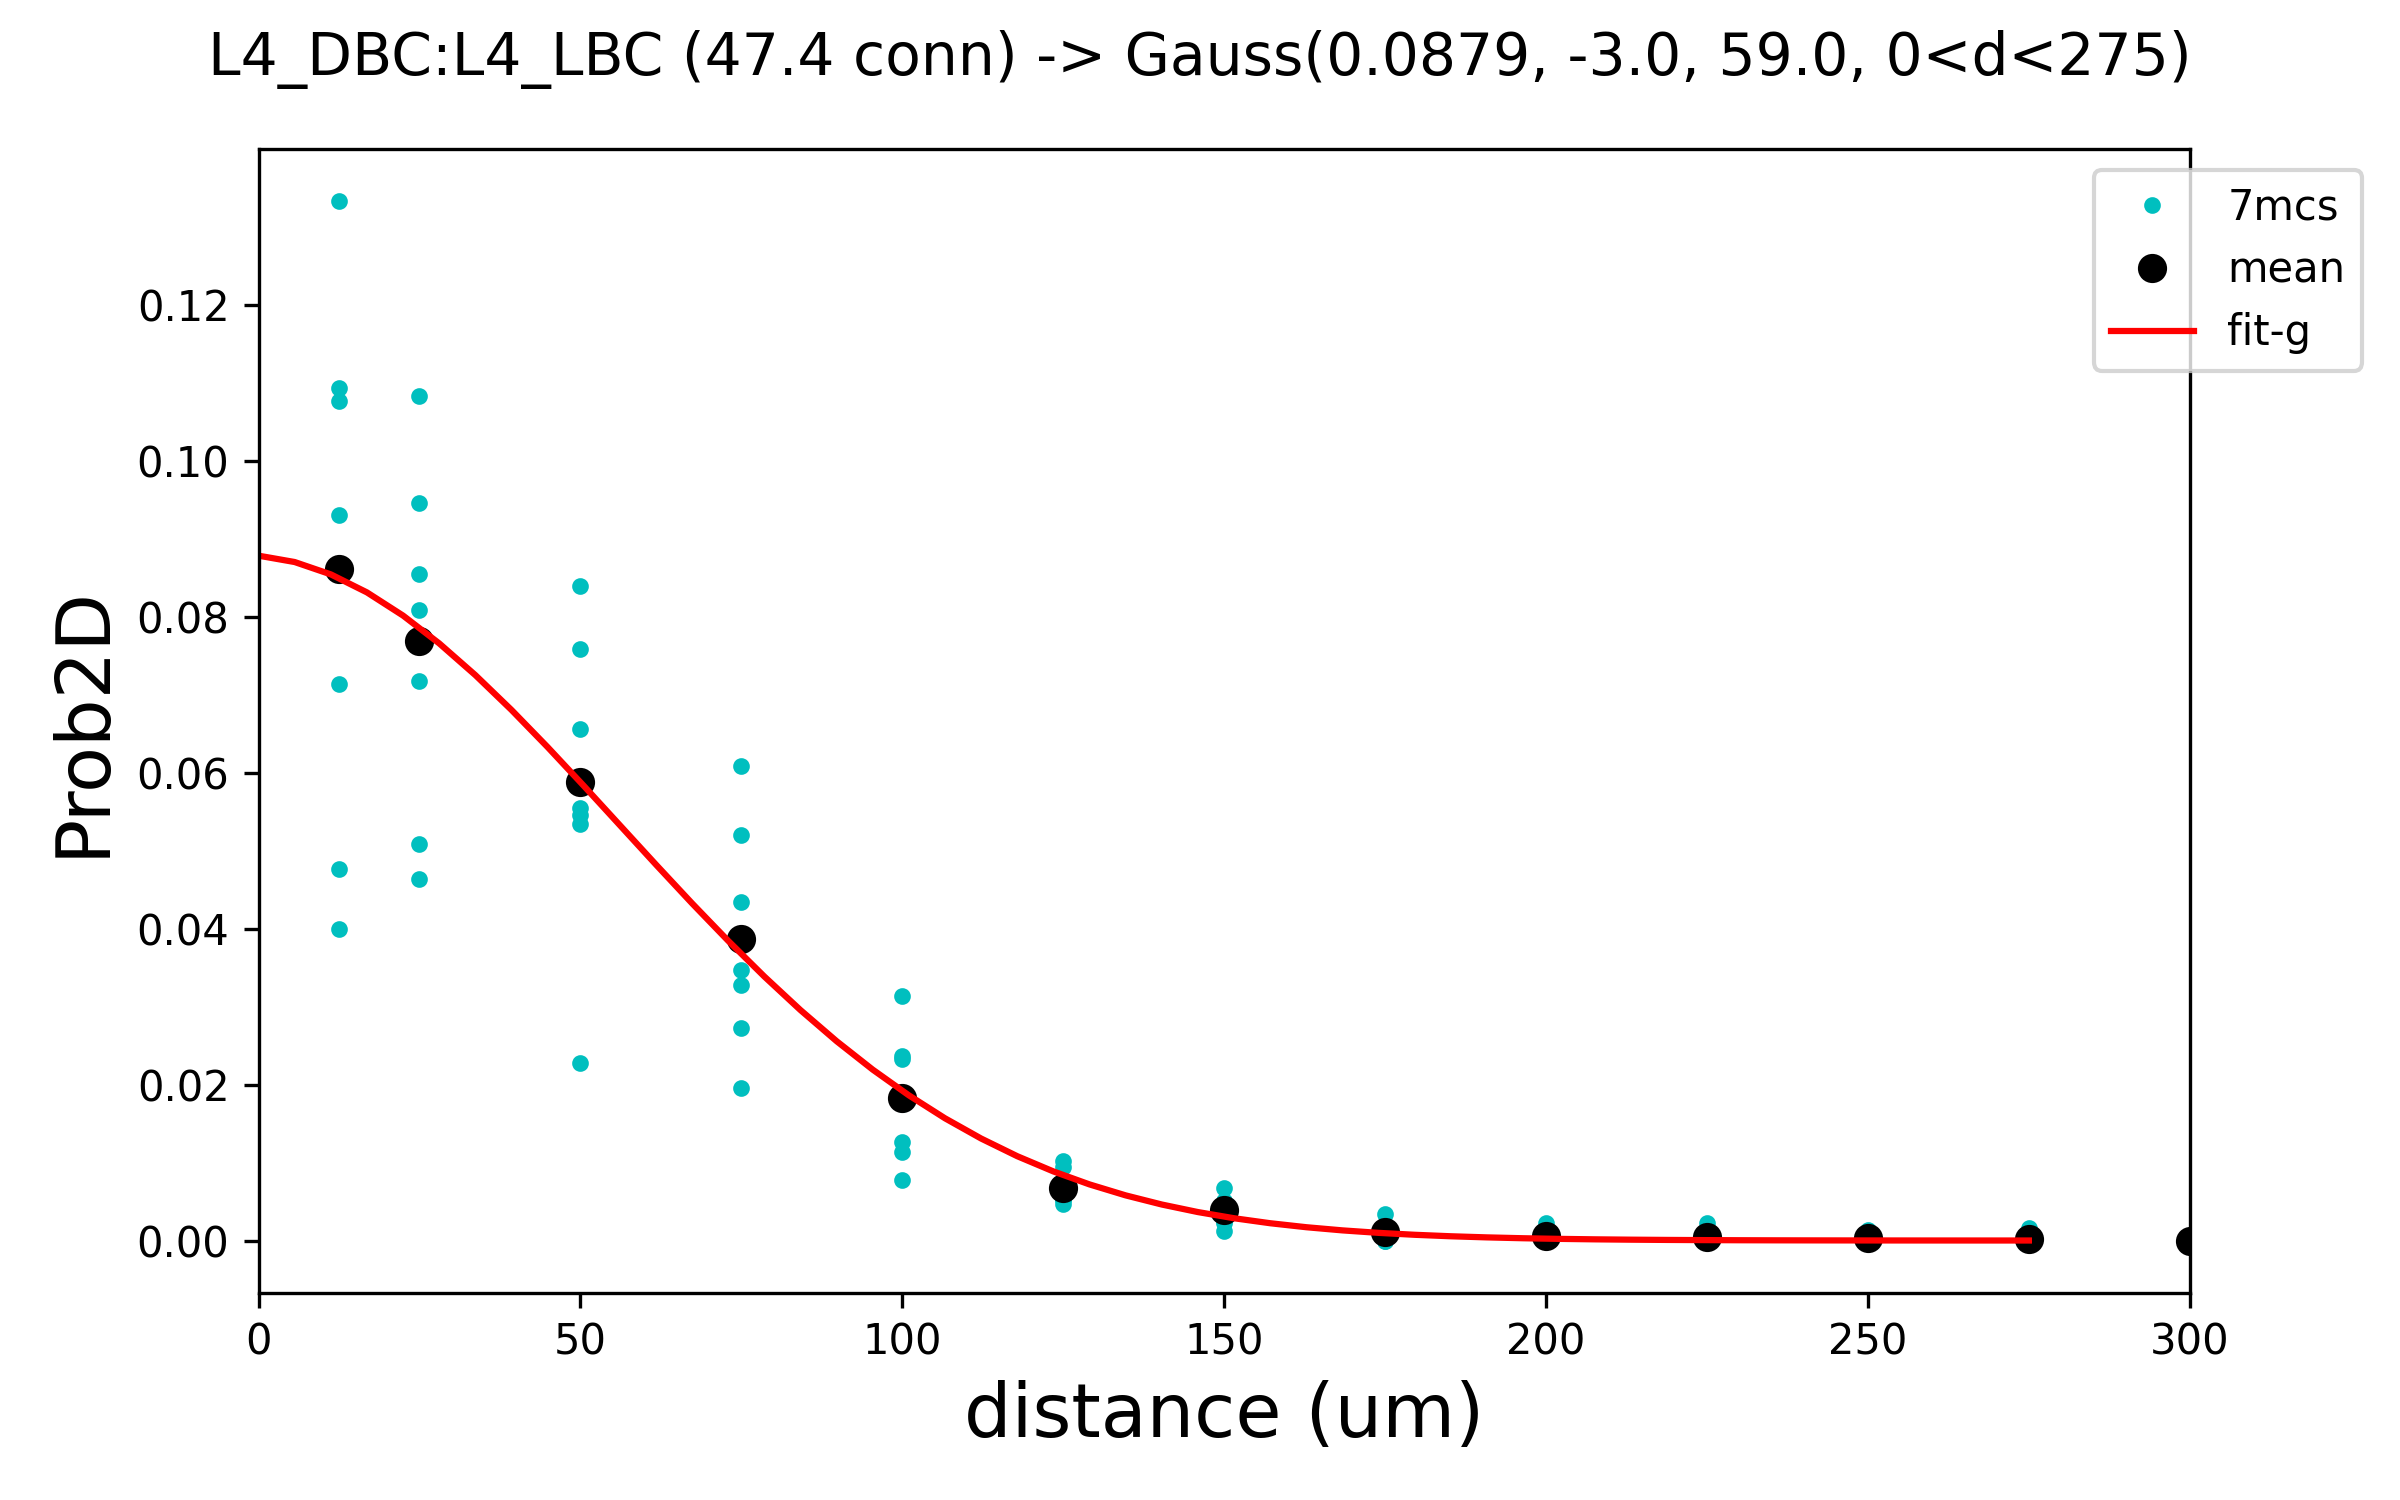 L4_DBC:L4_LBC (47.4 conn) -> Gauss(0.0879, -3.0, 59.0, 0<d<275)
7mcs
mean
fit-g
Prob2D
0.12
0.10
0.08
0.06
0.04
0.02
0.00
0 50 100 150 200 250 300
distance (um)